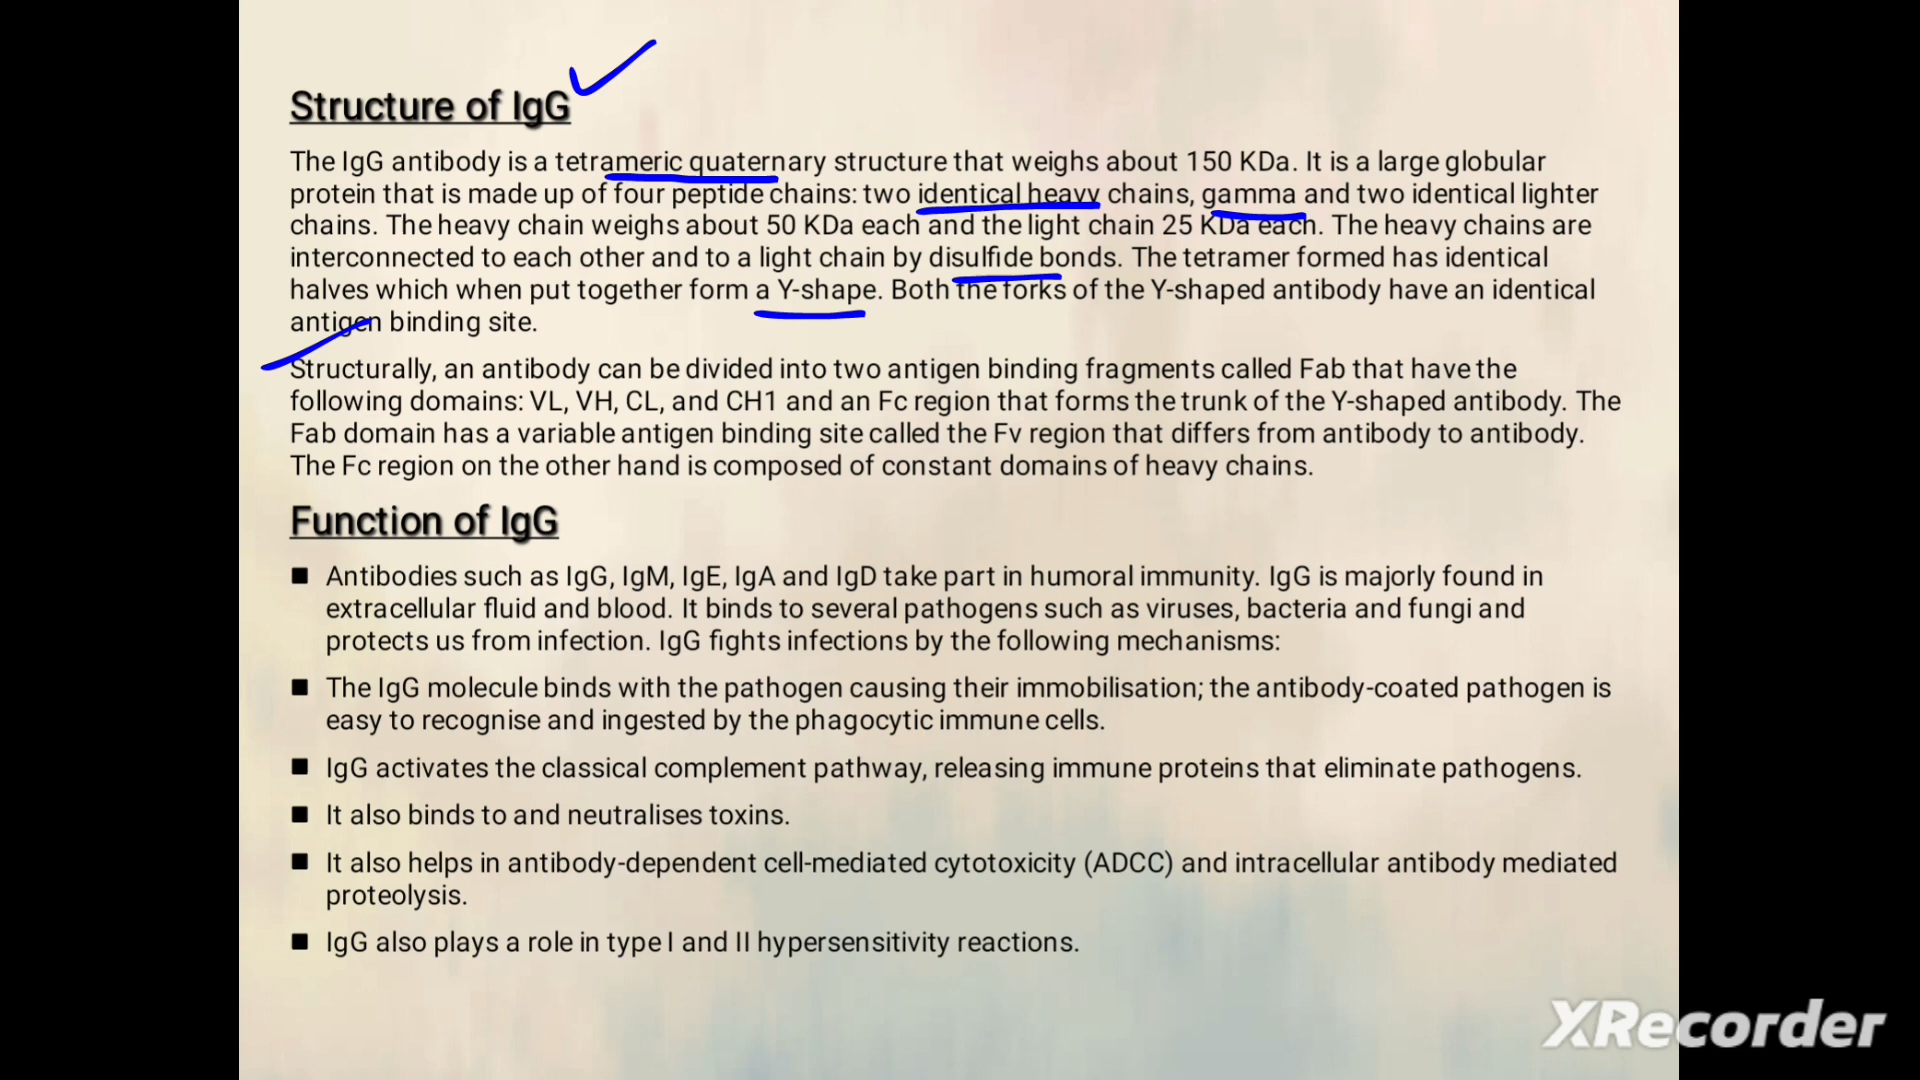 Structure of IgG
The IgG antibody is a tetrameric quaternary structure that weighs about 150 KDa. It is a large globular
protein that is made up of four peptide chains: two identical heavy chains, gamma and two identical lighter
chains. The heavy chain weighs about 50 KDa each and the light chain 25 KDa each. The heavy chains are
interconnected to each other and to a light chain by disulfide bonds. The tetramer formed has identical
halves which when put together form a Y-shape. Both the forks of the Y-shaped antibody have an identical
antigen binding site.
Structurally, an antibody can be divided into two antigen binding fragments called Fab that have the
following domains: VL, VH, CL, and CH1 and an Fc region that forms the trunk of the Y-shaped antibody. The
Fab domain has a variable antigen binding site called the Fv region that differs from antibody to antibody.
The Fc region on the other hand is composed of constant domains of heavy chains.
Function of IgG
■ Antibodies such as IgG, IgM, IgE, IgA and IgD take part in humoral immunity. IgG is majorly found in
extracellular fluid and blood. It binds to several pathogens such as viruses, bacteria and fungi and
protects us from infection. IgG fights infections by the following mechanisms:
■ The IgG molecule binds with the pathogen causing their immobilisation; the antibody-coated pathogen is
easy to recognise and ingested by the phagocytic immune cells.
■ IgG activates the classical complement pathway, releasing immune proteins that eliminate pathogens.
■ It also binds to and neutralises toxins.
■ It also helps in antibody-dependent cell-mediated cytotoxicity (ADCC) and intracellular antibody mediated
proteolysis.
■ IgG also plays a role in type I and II hypersensitivity reactions.
XRecorder